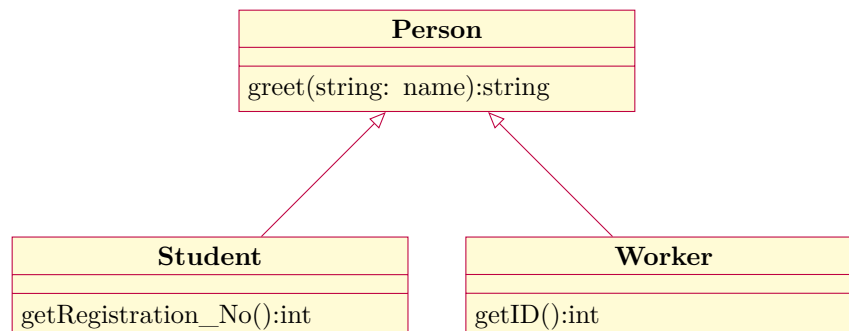 Person
greet(string: name):string
Student
Worker
getRegistration_No():int
getID():int